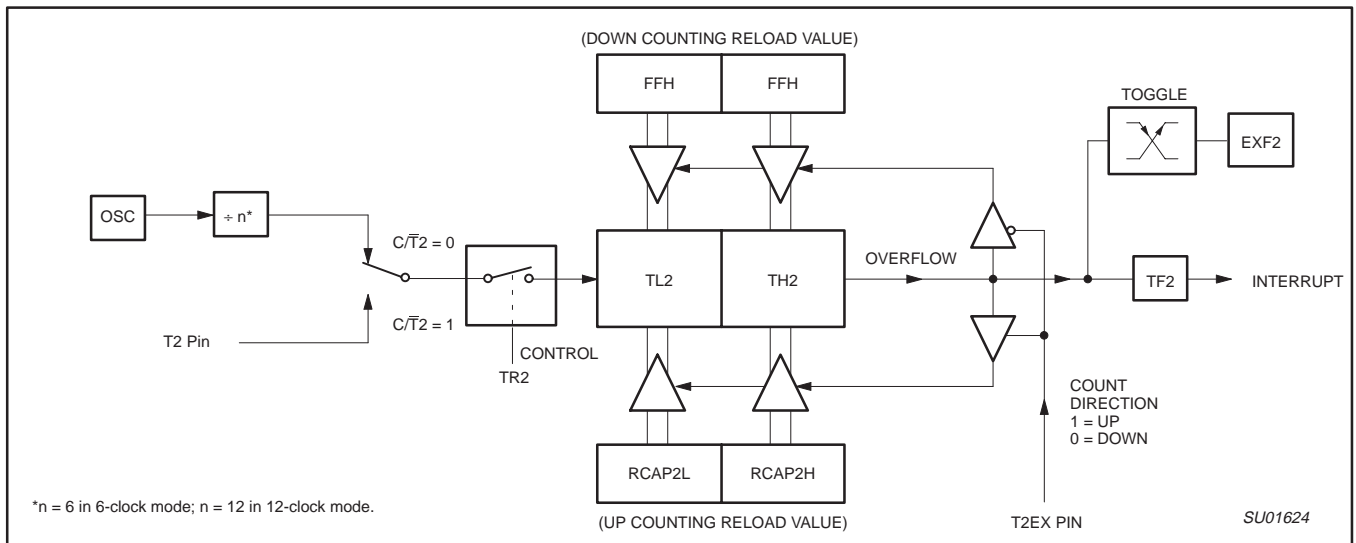 (DOWN COUNTING RELOAD VALUE)
FFH
FFH
TOGGLE
EXF2
OSC
÷ n*
C/T̅2 = 0
TL2
TH2
OVERFLOW
TF2
INTERRUPT
C/T̅2 = 1
T2 Pin
CONTROL
TR2
COUNT
DIRECTION
1 = UP
0 = DOWN
RCAP2L
RCAP2H
*n = 6 in 6-clock mode; n = 12 in 12-clock mode.
(UP COUNTING RELOAD VALUE)
T2EX PIN
SU01624